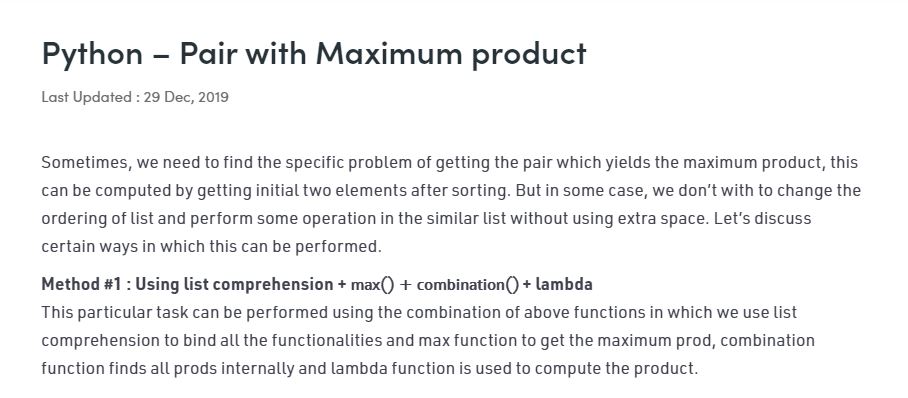 Python – Pair with Maximum product
Last Updated : 29 Dec, 2019
Sometimes, we need to find the specific problem of getting the pair which yields the maximum product, this
can be computed by getting initial two elements after sorting. But in some case, we don’t with to change the
ordering of list and perform some operation in the similar list without using extra space. Let’s discuss
certain ways in which this can be performed.
Method #1 : Using list comprehension + max() + combination() + lambda
This particular task can be performed using the combination of above functions in which we use list
comprehension to bind all the functionalities and max function to get the maximum prod, combination
function finds all prods internally and lambda function is used to compute the product.